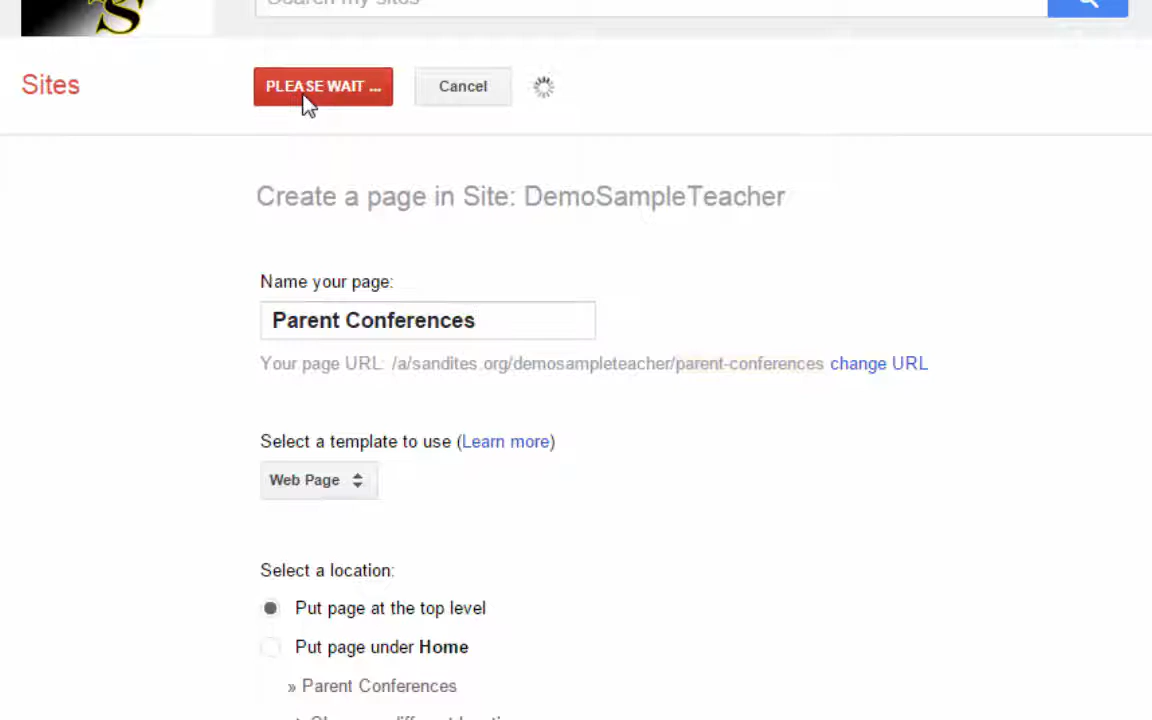 Search my sites
Sites
PLEASE WAIT ...
Cancel
Create a page in Site: DemoSampleTeacher
Name your page:
Parent Conferences
Your page URL: /a/sandites.org/demosampleteacher/parent-conferences change URL
Select a template to use (Learn more)
Web Page
Select a location:
Put page at the top level
Put page under Home
» Parent Conferences